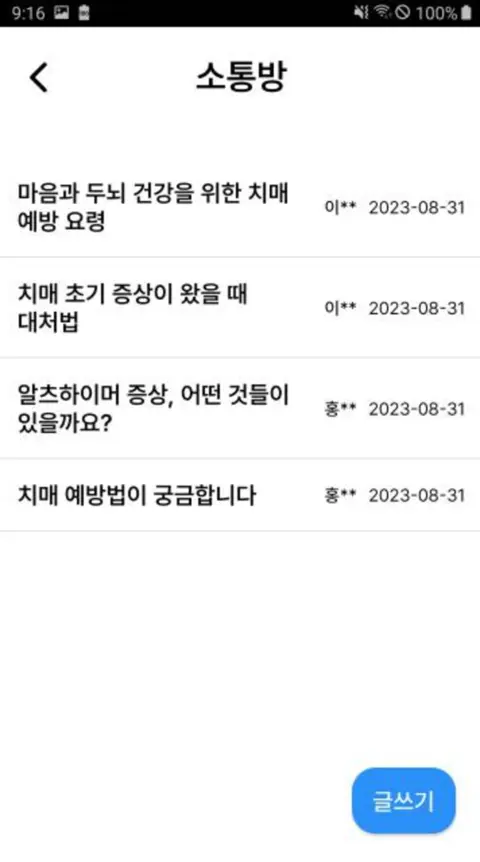 9:16
100%
소통방
마음과 두뇌 건강을 위한 치매
예방 요령
이** 2023-08-31
치매 초기 증상이 왔을 때
대처법
이** 2023-08-31
알츠하이머 증상, 어떤 것들이
있을까요?
홍** 2023-08-31
치매 예방법이 궁금합니다
홍** 2023-08-31
글쓰기